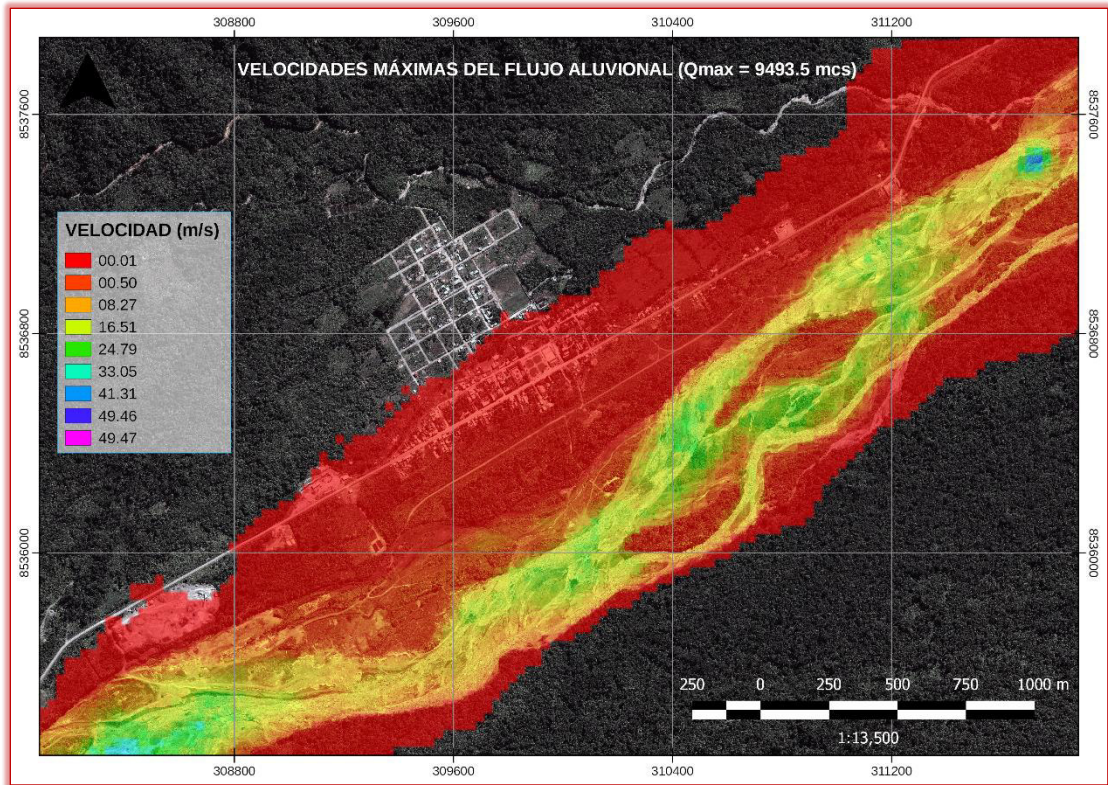 308800 309600 310400 311200
VELOCIDADES MÁXIMAS DEL FLUJO ALUVIONAL (Qmax = 9493.5 mcs)
8537600 8537600
VELOCIDAD (m/s)
00.01
00.50
08.27
16.51
24.79
33.05
41.31
49.46
49.47
8536800 8536800
8536000 8536000
250 0 250 500 750 1000 m
1:13,500
308800 309600 310400 311200